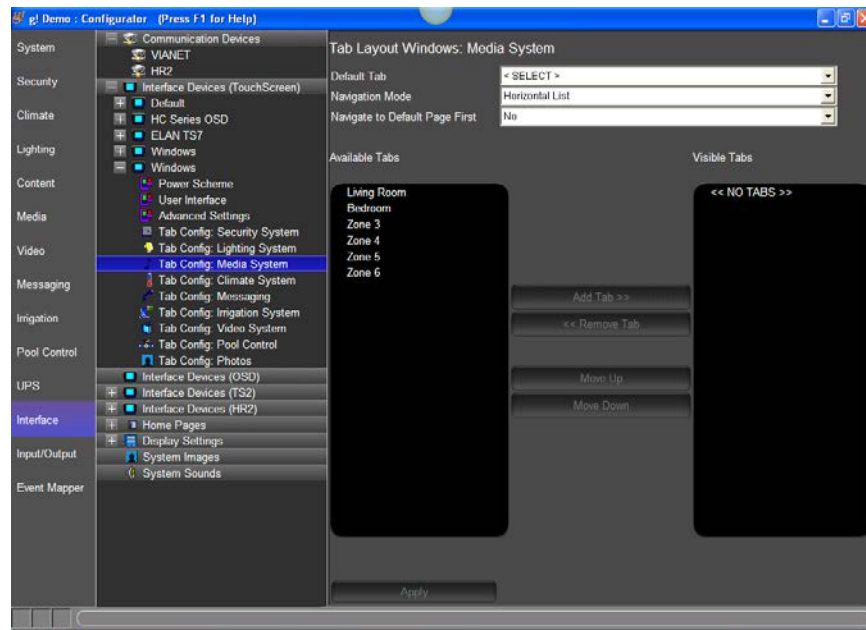 g! Demo : Configurator (Press F1 for Help)
System
Security
Climate
Lighting
Content
Media
Video
Messaging
Irrigation
Pool Control
UPS
Interface
Input/Output
Event Mapper
Communication Devices
VIANET
HR2
Interface Devices (TouchScreen)
Default
HC Series OSD
ELAN TS7
Windows
Windows
Power Scheme
User Interface
Advanced Settings
Tab Config: Security System
Tab Config: Lighting System
Tab Config: Media System
Tab Config: Climate System
Tab Config: Messaging
Tab Config: Irrigation System
Tab Config: Video System
Tab Config: Pool Control
Tab Config: Photos
Interface Devices (OSD)
Interface Devices (TS2)
Interface Devices (HR2)
Home Pages
Display Settings
System Images
System Sounds
Tab Layout Windows: Media System
Default Tab < SELECT >
Navigation Mode Horizontal List
Navigate to Default Page First No
Available Tabs
Living Room
Bedroom
Zone 3
Zone 4
Zone 5
Zone 6
Add Tab >>
<< Remove Tab
Move Up
Move Down
Visible Tabs
<< NO TABS >>
Apply